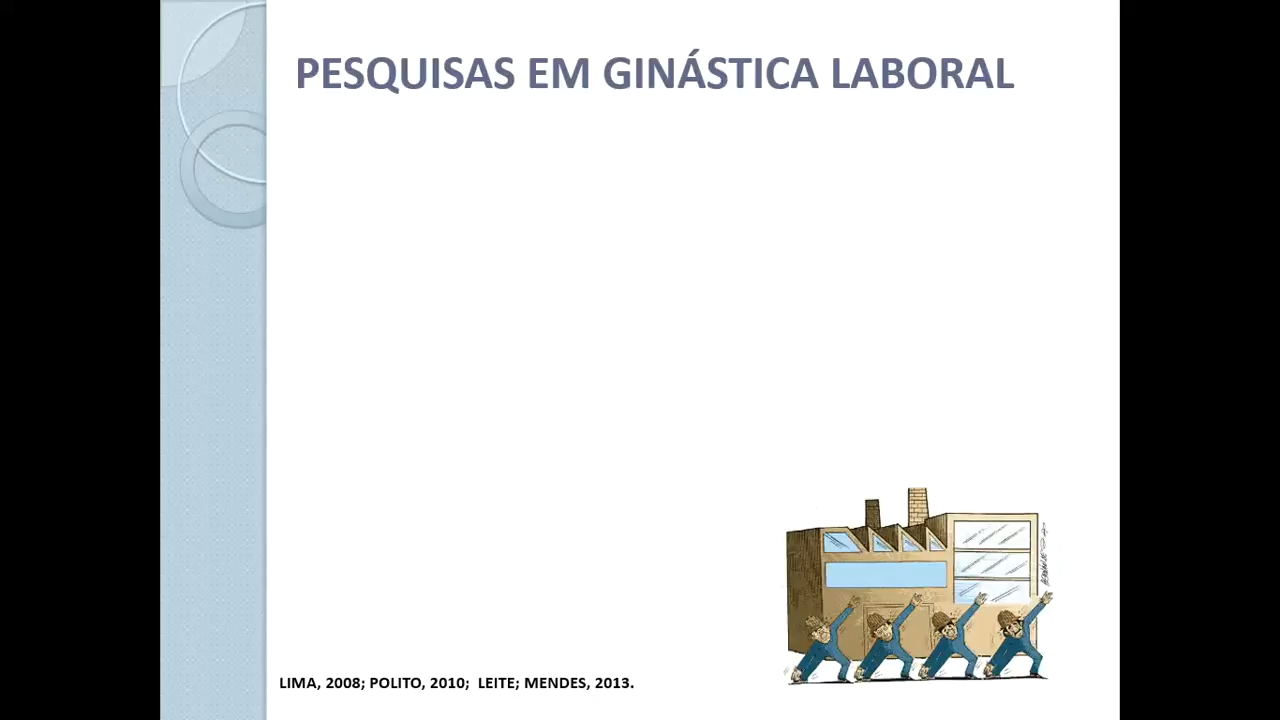 PESQUISAS EM GINÁSTICA LABORAL
LIMA, 2008; POLITO, 2010;  LEITE; MENDES, 2013.